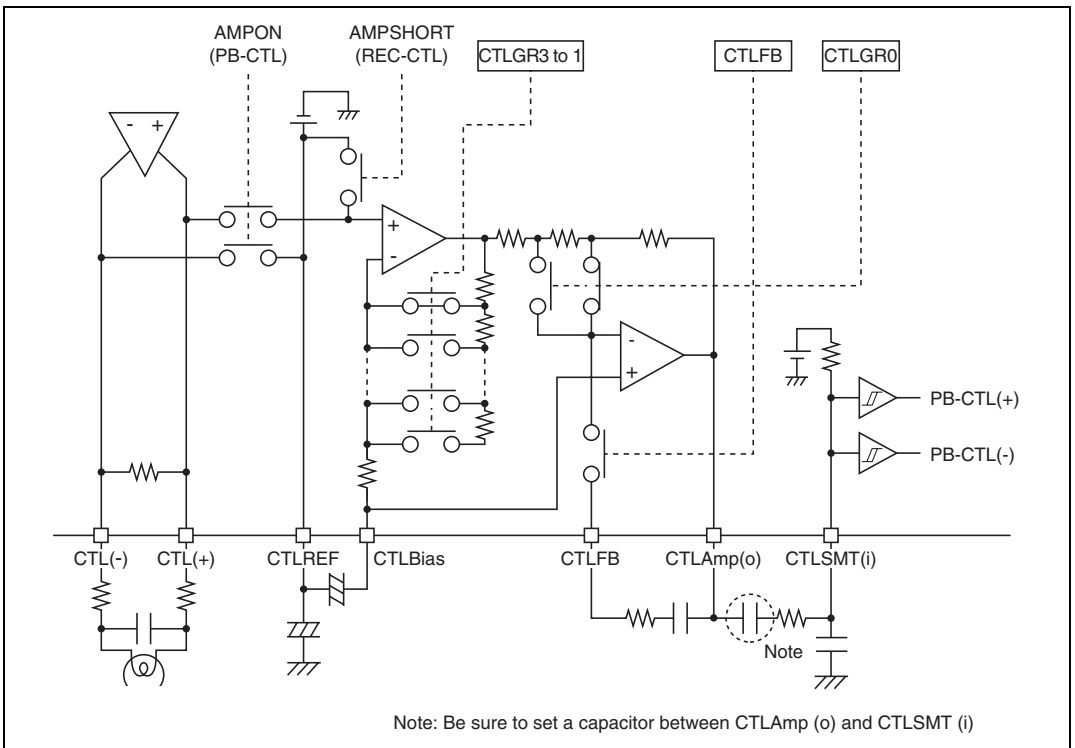 AMPON
(PB-CTL)
AMPSHORT
(REC-CTL)
CTLGR3 to 1
CTLFB
CTLGR0
- +
+
-
-
+
PB-CTL(+)
PB-CTL(-)
CTL(-)
CTL(+)
CTLREF
CTLBias
CTLFB
CTLAmp(o)
CTLSMT(i)
Note
Note: Be sure to set a capacitor between CTLAmp (o) and CTLSMT (i)